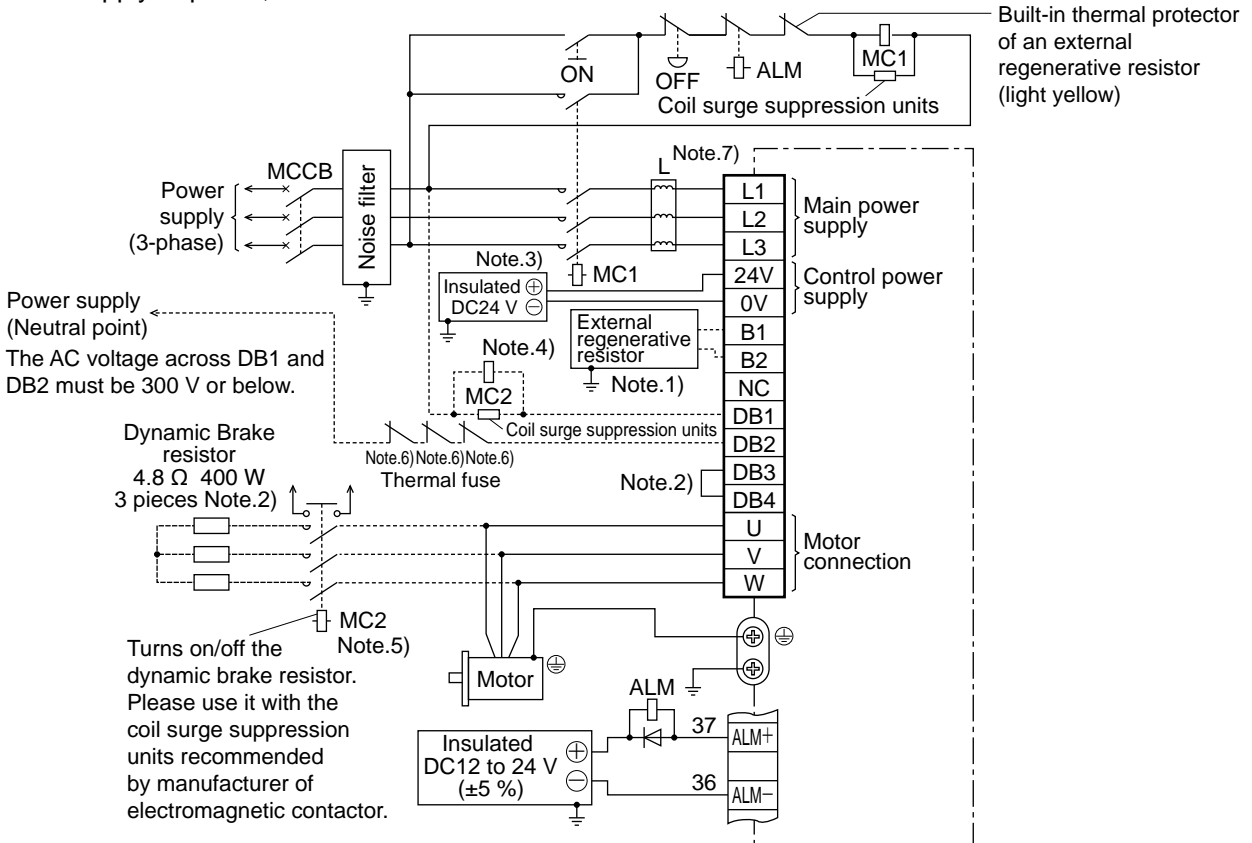 Built-in thermal protector
of an external
regenerative resistor
(light yellow)
ON
OFF
ALM
MC1
Coil surge suppression units
Note.7)
L
MCCB
Noise filter
Power
supply
(3-phase)
L1
L2
L3
Main power
supply
Note.3)
MC1
Insulated
DC24 V
24V
0V
Control power
supply
Power supply
(Neutral point)
The AC voltage across DB1 and
DB2 must be 300 V or below.
External
regenerative
resistor
Note.1)
B1
B2
NC
Note.4)
MC2
Coil surge suppression units
DB1
DB2
Note.6) Note.6) Note.6)
Thermal fuse
Note.2)
DB3
DB4
Dynamic Brake
resistor
4.8 Ω 400 W
3 pieces Note.2)
U
V
W
Motor
connection
MC2
Note.5)
Turns on/off the
dynamic brake resistor.
Please use it with the
coil surge suppression
units recommended
by manufacturer of
electromagnetic contactor.
Motor
ALM
Insulated
DC12 to 24 V
(±5 %)
37
ALM+
36
ALM−